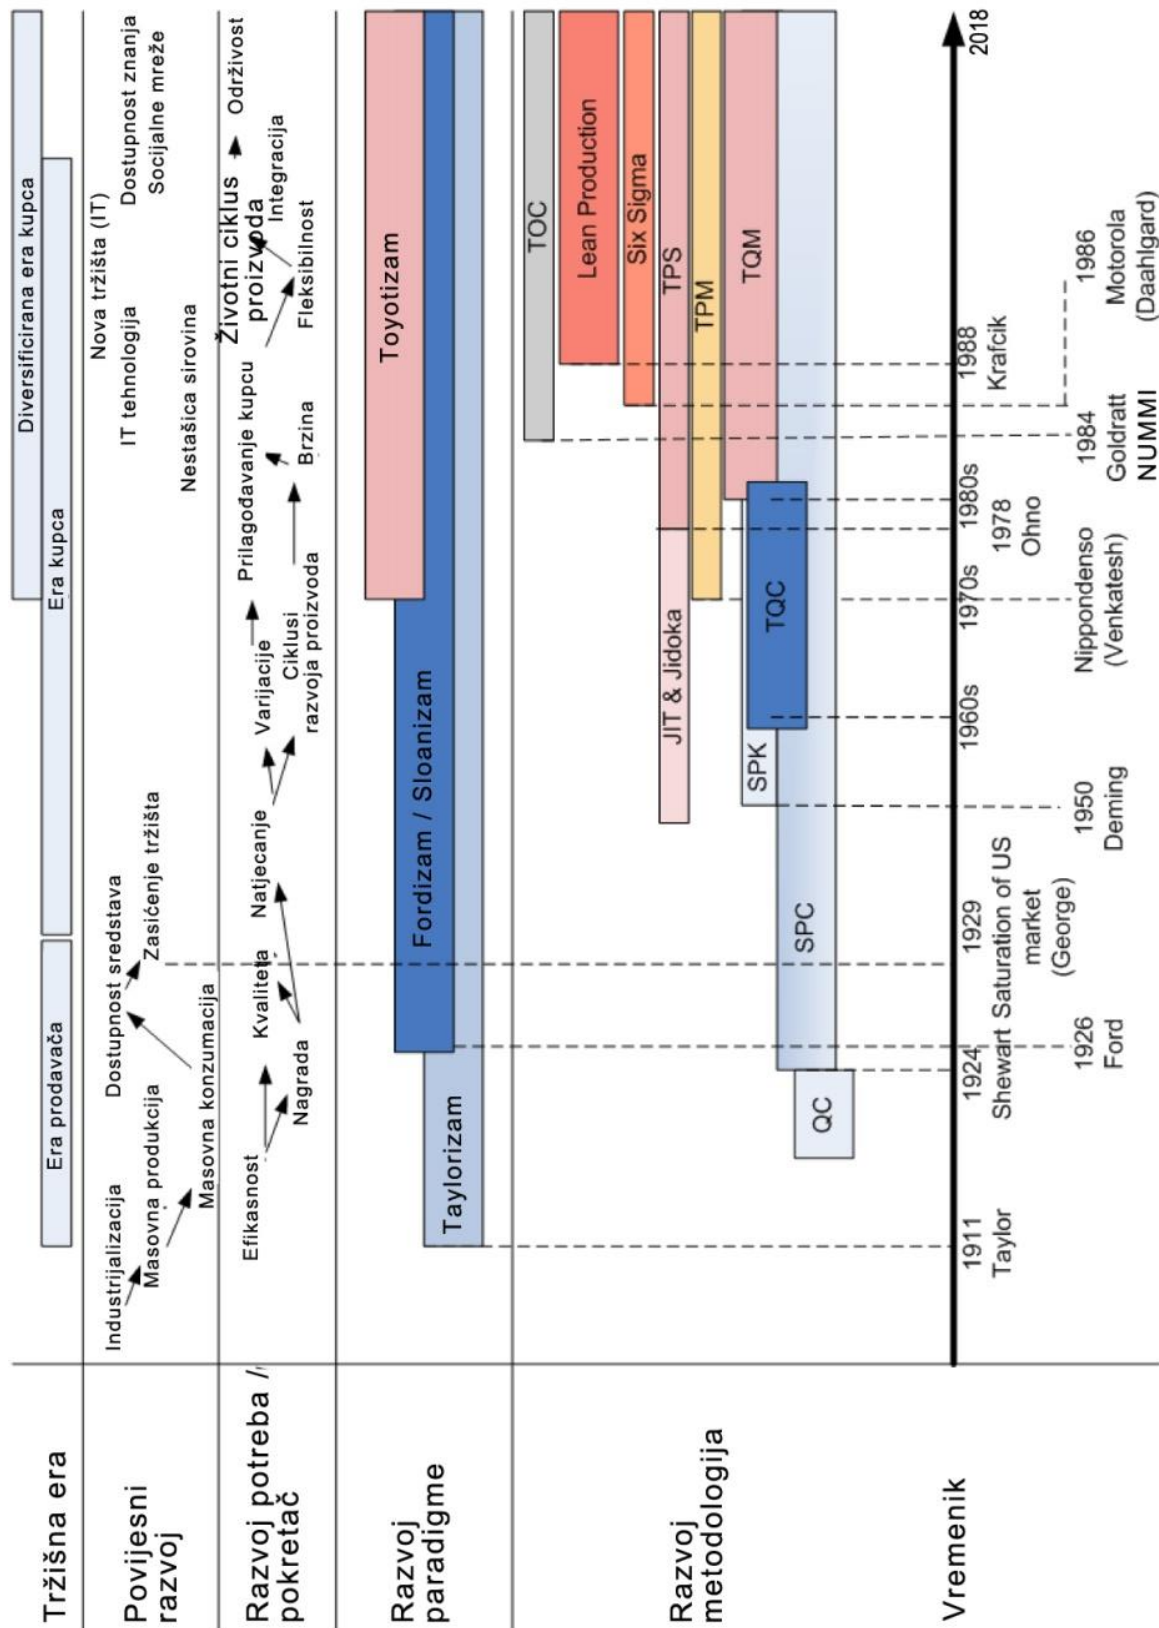 Tržišna era
Era prodavača
Era kupca
Diversificirana era kupca
Povijesni
razvoj
Industrijalizacija
Masovna produkcija
Masovna konzumacija
Dostupnost sredstava
Zasićenje tržišta
Nestašica sirovina
IT tehnologija
Nova tržišta (IT)
Dostupnost znanja
Socijalne mreže
Razvoj potreba /
pokretač
Efikasnost
Nagrada
Kvaliteta
Natjecanje
Varijacije
Ciklusi
razvoja proizvoda
Prilagođavanje kupcu
Brzina
Životni ciklus
proizvoda
Fleksibilnost
Integracija
Održivost
Razvoj
paradigme
Taylorizam
Fordizam / Sloanizam
Toyotizam
Razvoj
metodologija
TOC
Lean Production
Six Sigma
JIT & Jidoka
TPS
TPM
SPK
TQM
TQC
SPC
QC
Vremenik
2018
1911
Taylor
1924
Shewart
1926
Ford
1929
Saturation of US
market
(George)
1950
Deming
1960s
1970s
Nippondenso
(Venkatesh)
1978
Ohno
1980s
1984
Goldratt
NUMMI
1988
Krafcik
1986
Motorola
(Daahlgard)